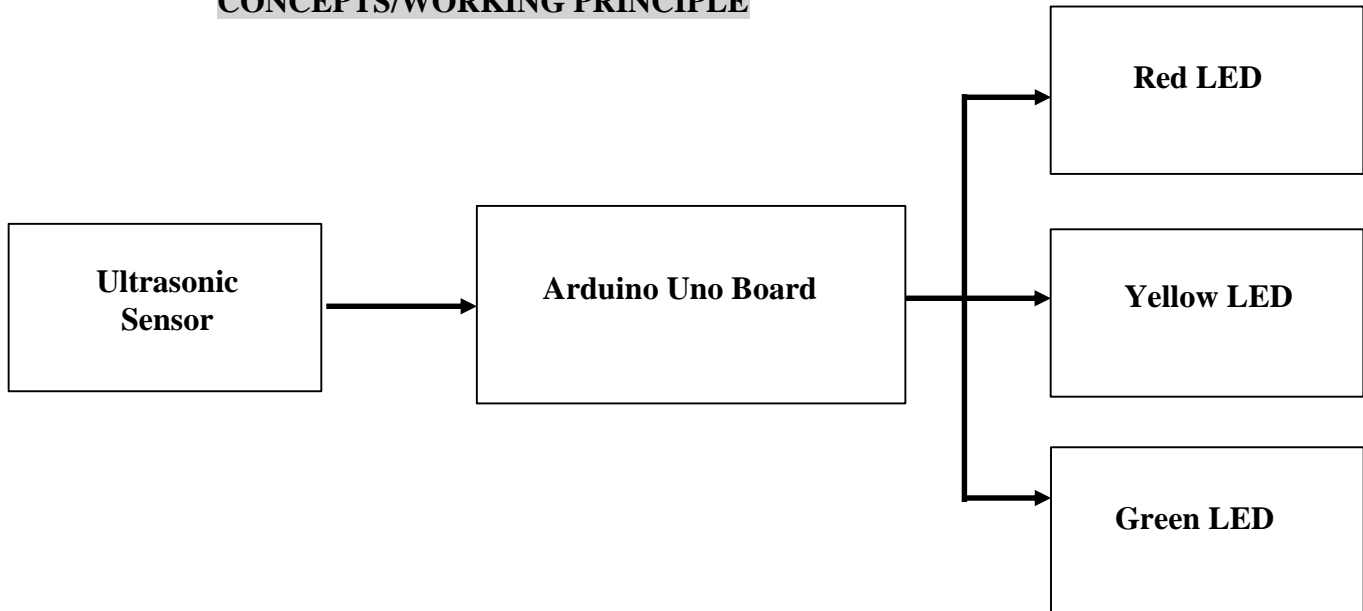 CONCEPTS/WORKING PRINCIPLE
Red LED
Ultrasonic
Sensor
Arduino Uno Board
Yellow LED
Green LED